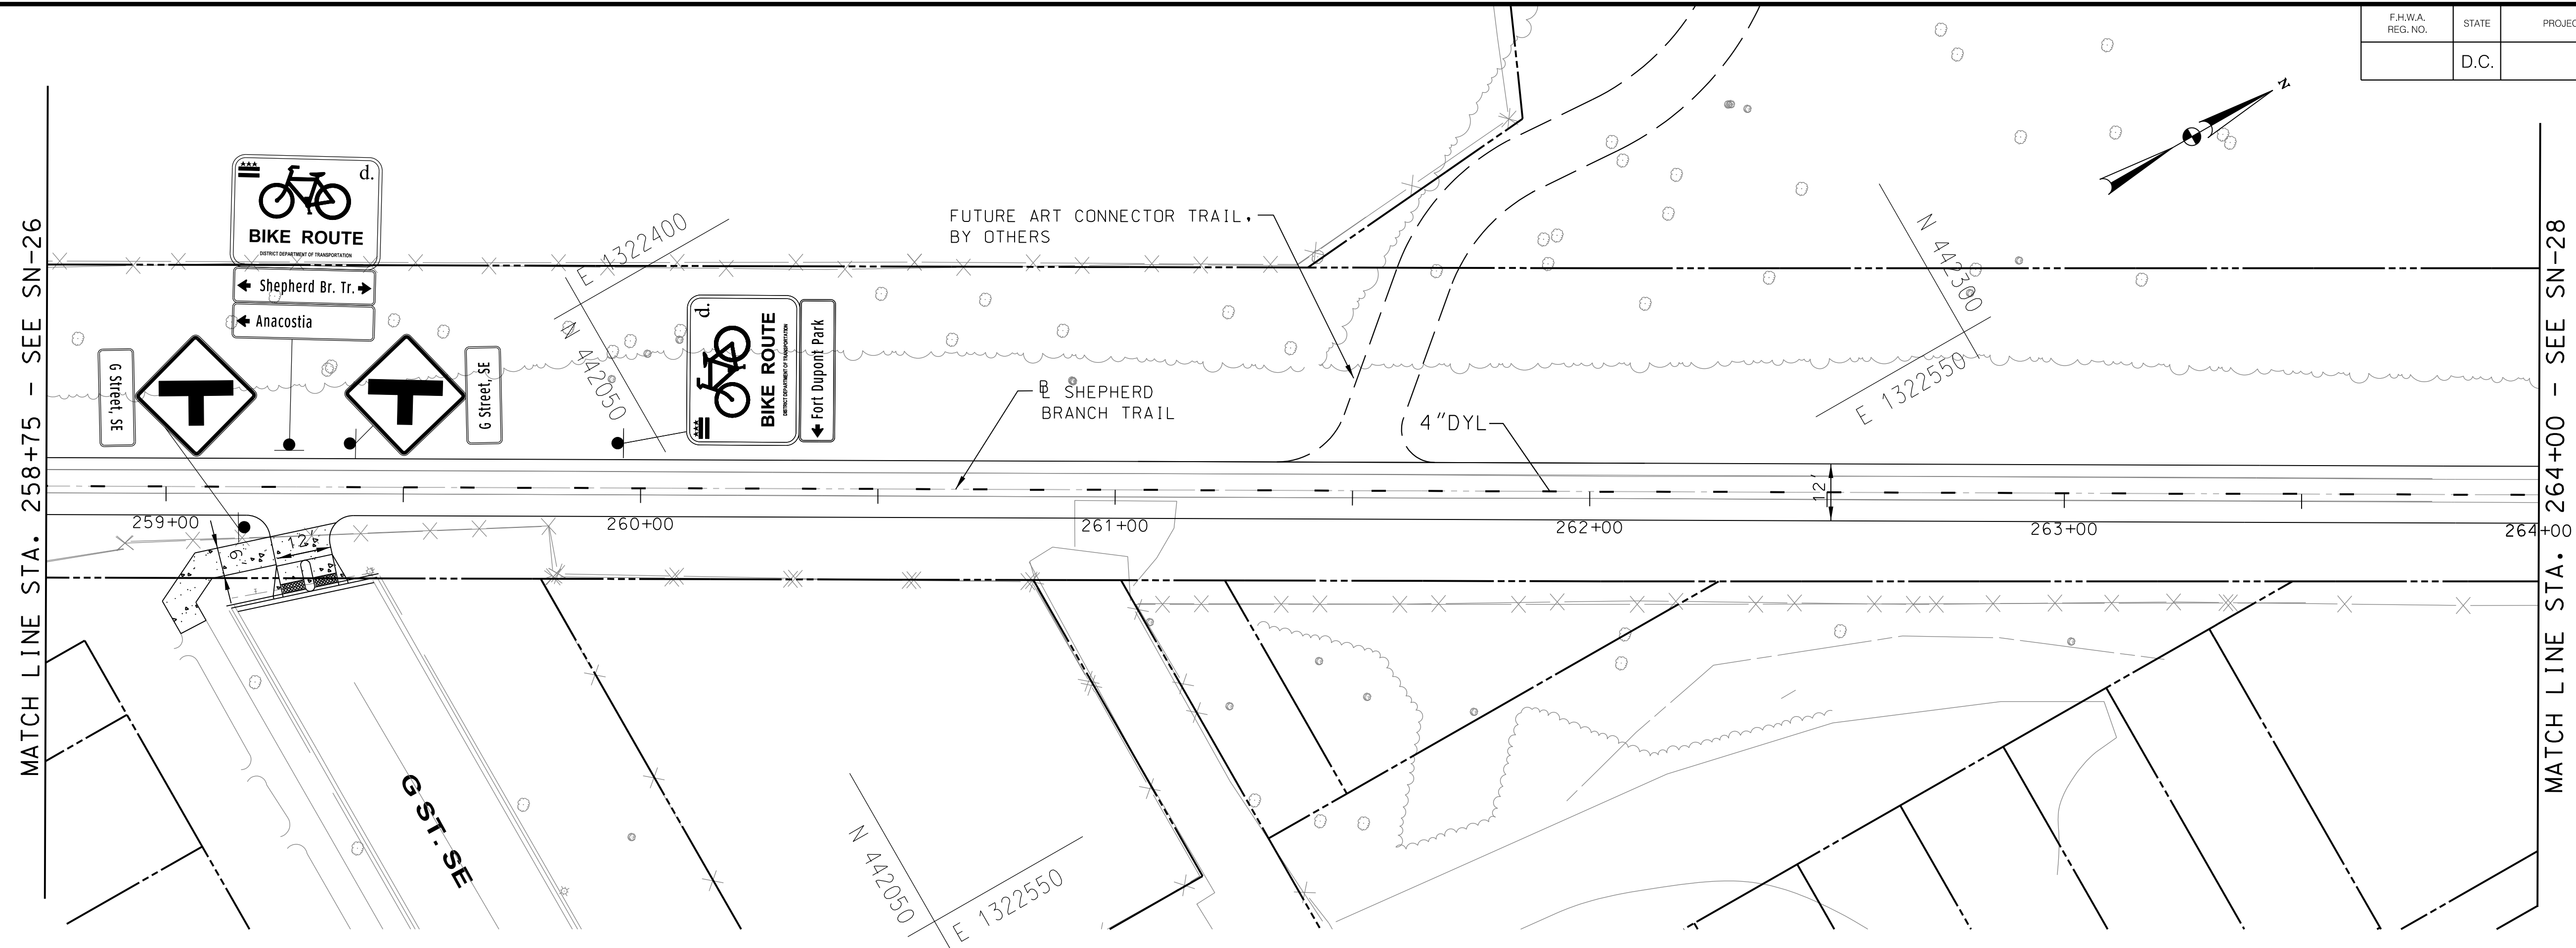 F.H.W.A.
REG. NO.
STATE
PROJEC
D.C.
N
MATCH LINE STA. 258+75 - SEE SN-26
d.
BIKE ROUTE
DISTRICT DEPARTMENT OF TRANSPORTATION
Shepherd Br. Tr.
Anacostia
G Street, SE
G Street, SE
E 1322400
N 442050
d.
BIKE ROUTE
DISTRICT DEPARTMENT OF TRANSPORTATION
Fort Dupont Park
FUTURE ART CONNECTOR TRAIL,
BY OTHERS
BL SHEPHERD
BRANCH TRAIL
4"DYL
N 442300
E 1322550
12'
259+00
260+00
261+00
262+00
263+00
264+00
6'
12'
G ST. SE
N 442050
E 1322550
MATCH LINE STA. 264+00 - SEE SN-28